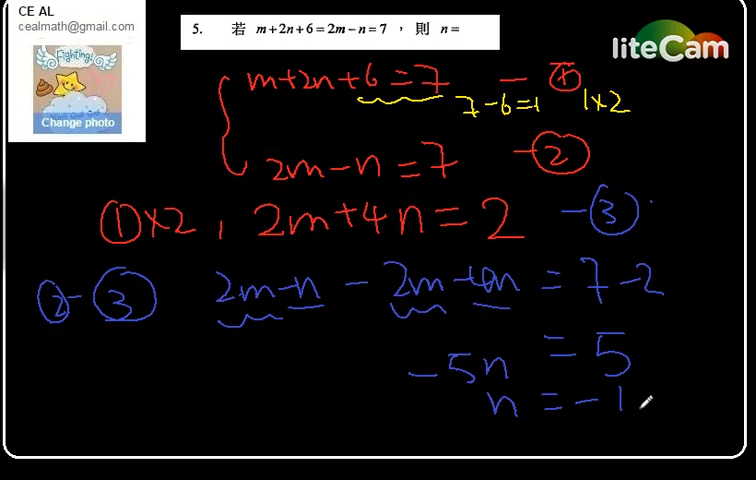 CE AL
cealmath@gmail.com
Fighting!
Change photo
5. 若 m+2n+6=2m−n=7 ，則 n=
liteCam
m+2n+6=7 — ①
7−6=1 1×2
2m−n=7 —②
①×2, 2m+4n=2 —③
②−③ 2m−n − 2m−4n = 7−2
−5n = 5
n = −1